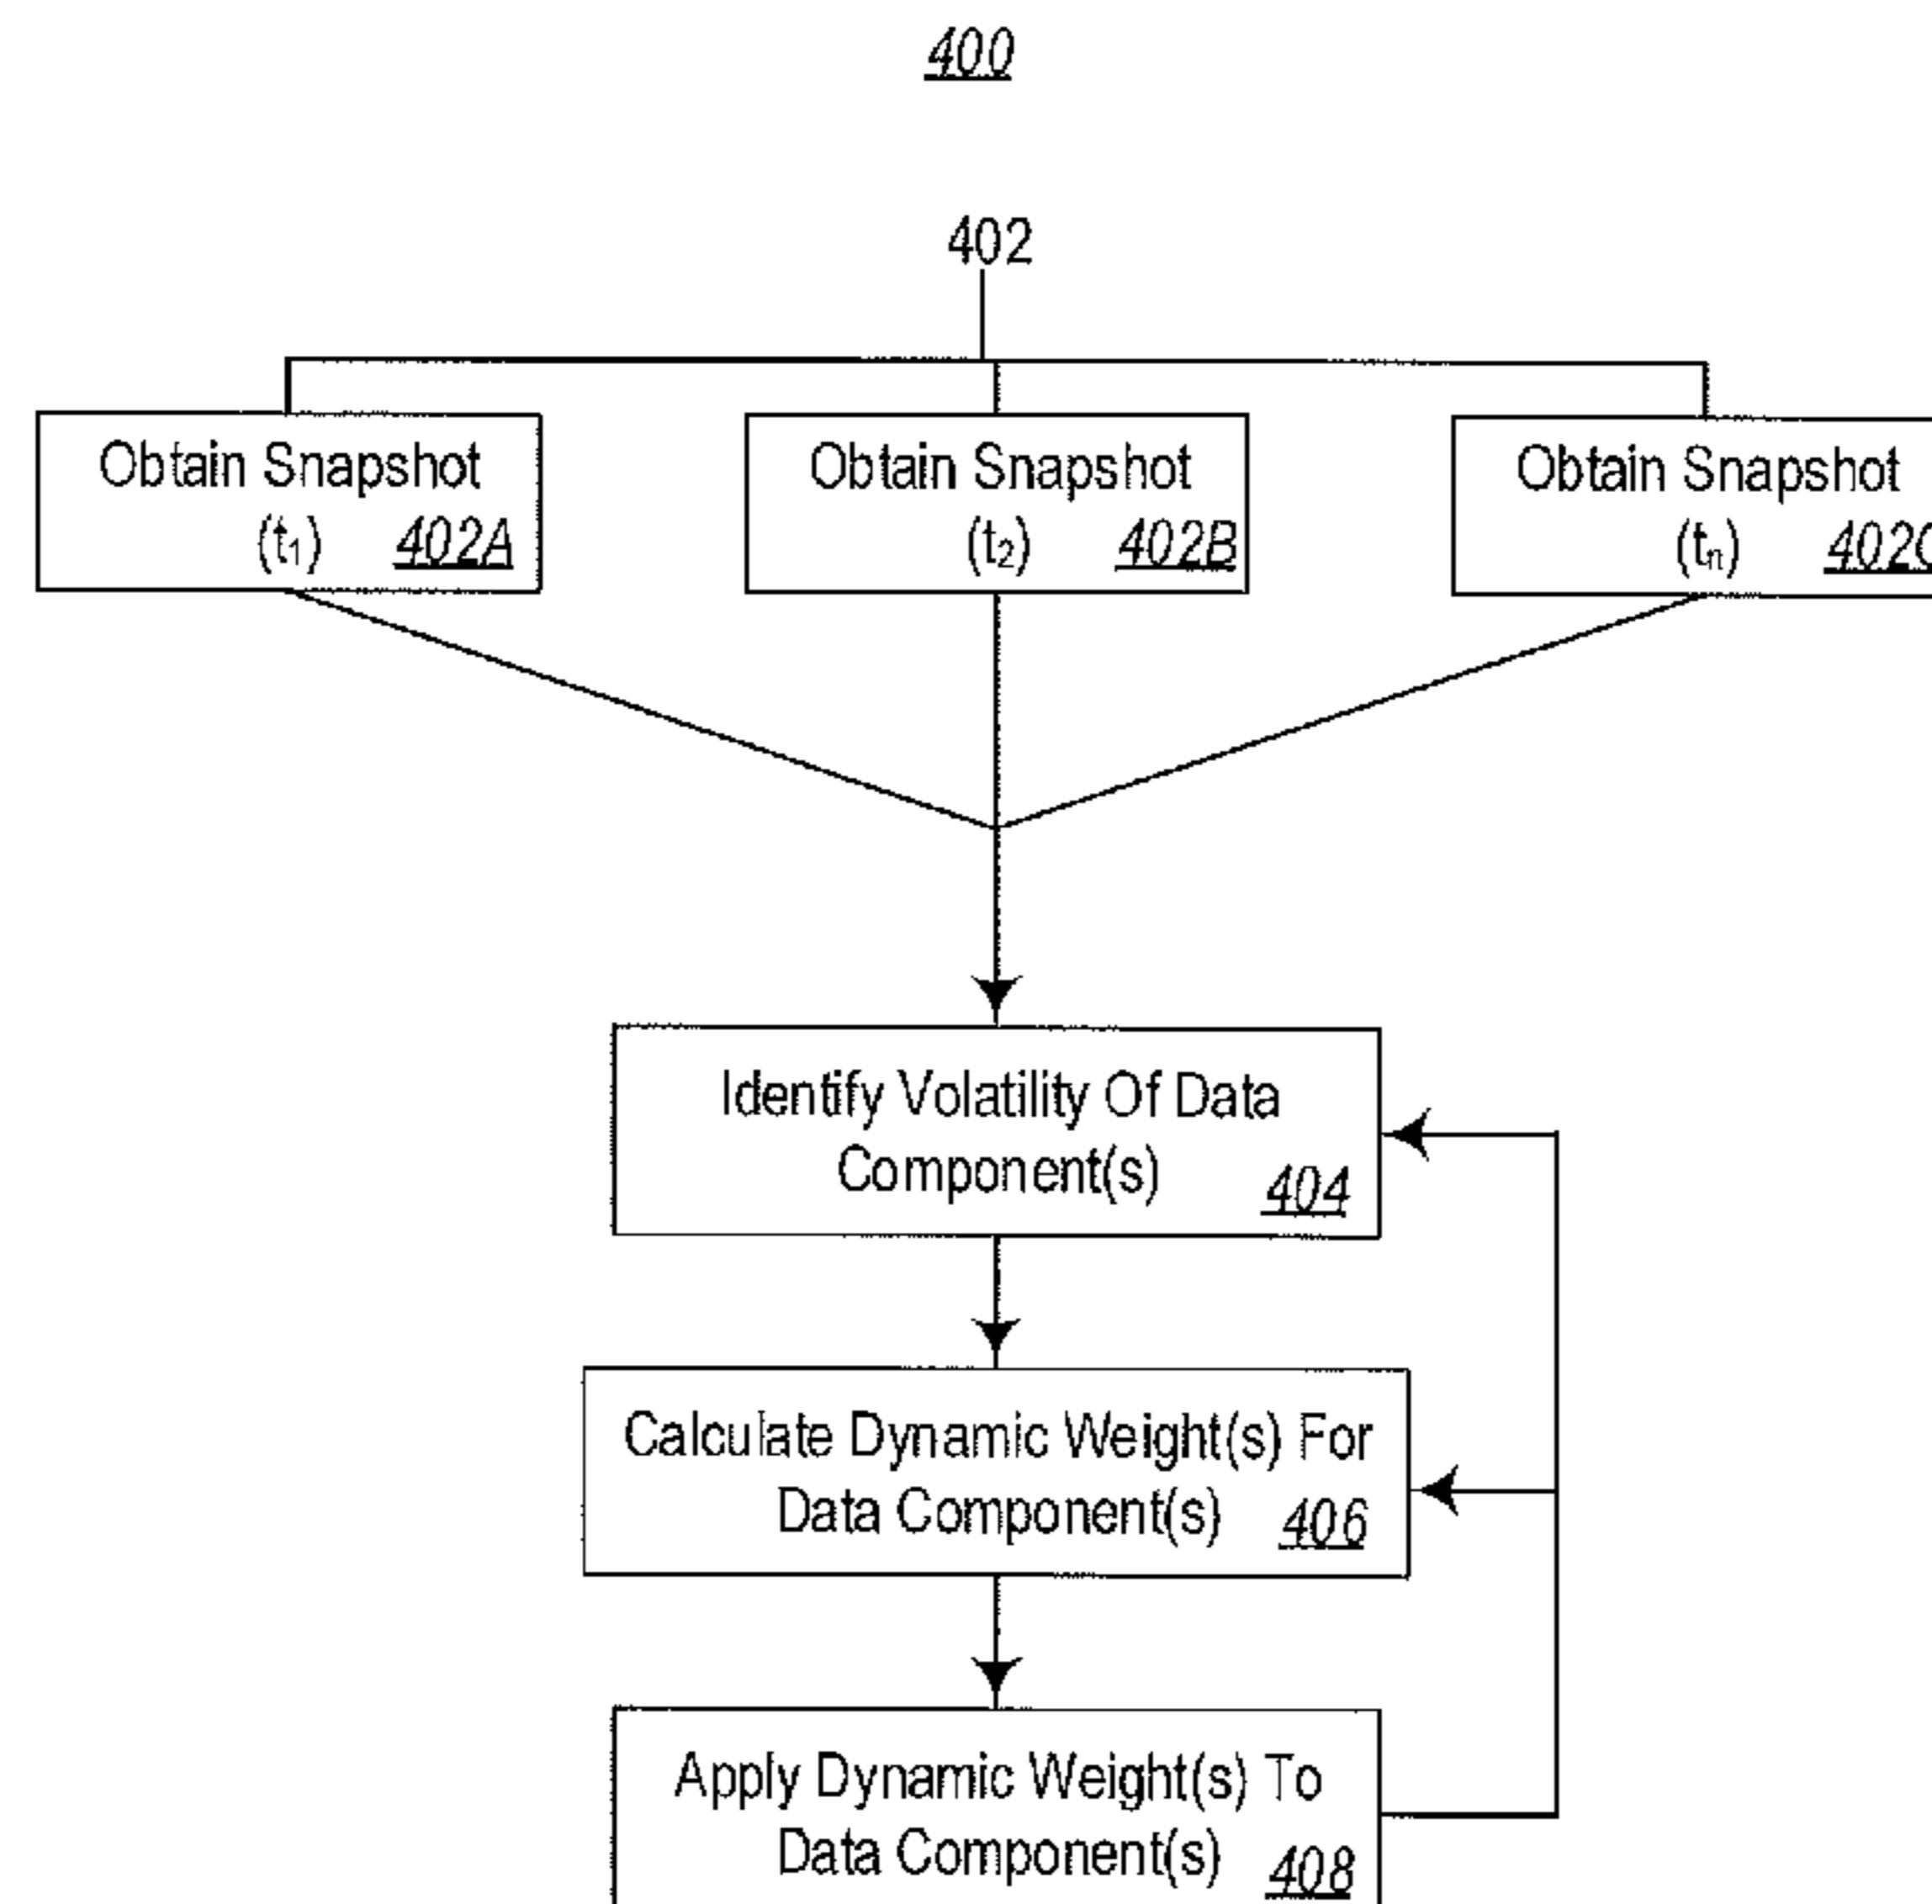 400
402
Obtain Snapshot
(t₁) 402A
Obtain Snapshot
(t₂) 402B
Obtain Snapshot
(tₙ) 402C
Identify Volatility Of Data
Component(s) 404
Calculate Dynamic Weight(s) For
Data Component(s) 406
Apply Dynamic Weight(s) To
Data Component(s) 408